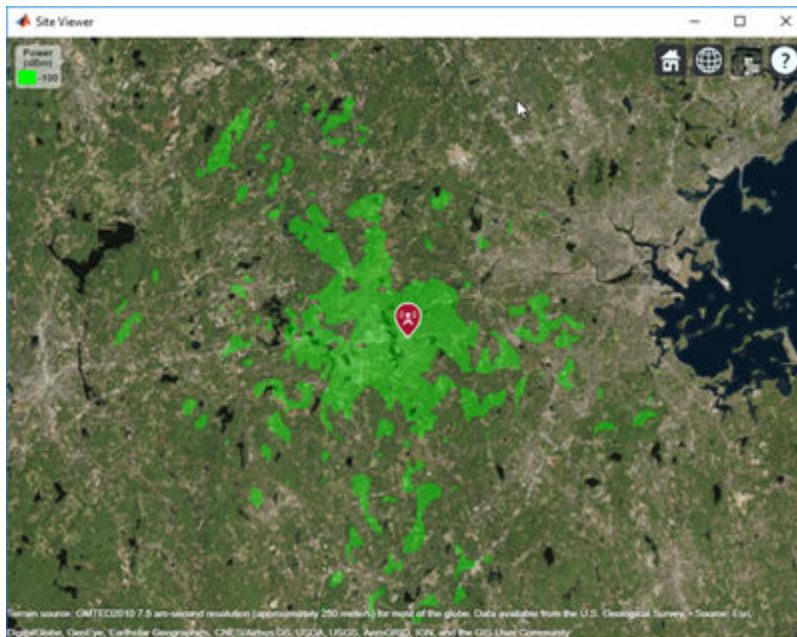 Site Viewer
Power
(dBm)
-100
?
Terrain source: GMTED2010 7.5 arc-second resolution (approximately 250 meters) for most of the globe. Data available from the U.S. Geological Survey. • Source: Esri,
DigitalGlobe, GeoEye, Earthstar Geographics, CNES/Airbus DS, USDA, USGS, AeroGRID, IGN, and the GIS User Community